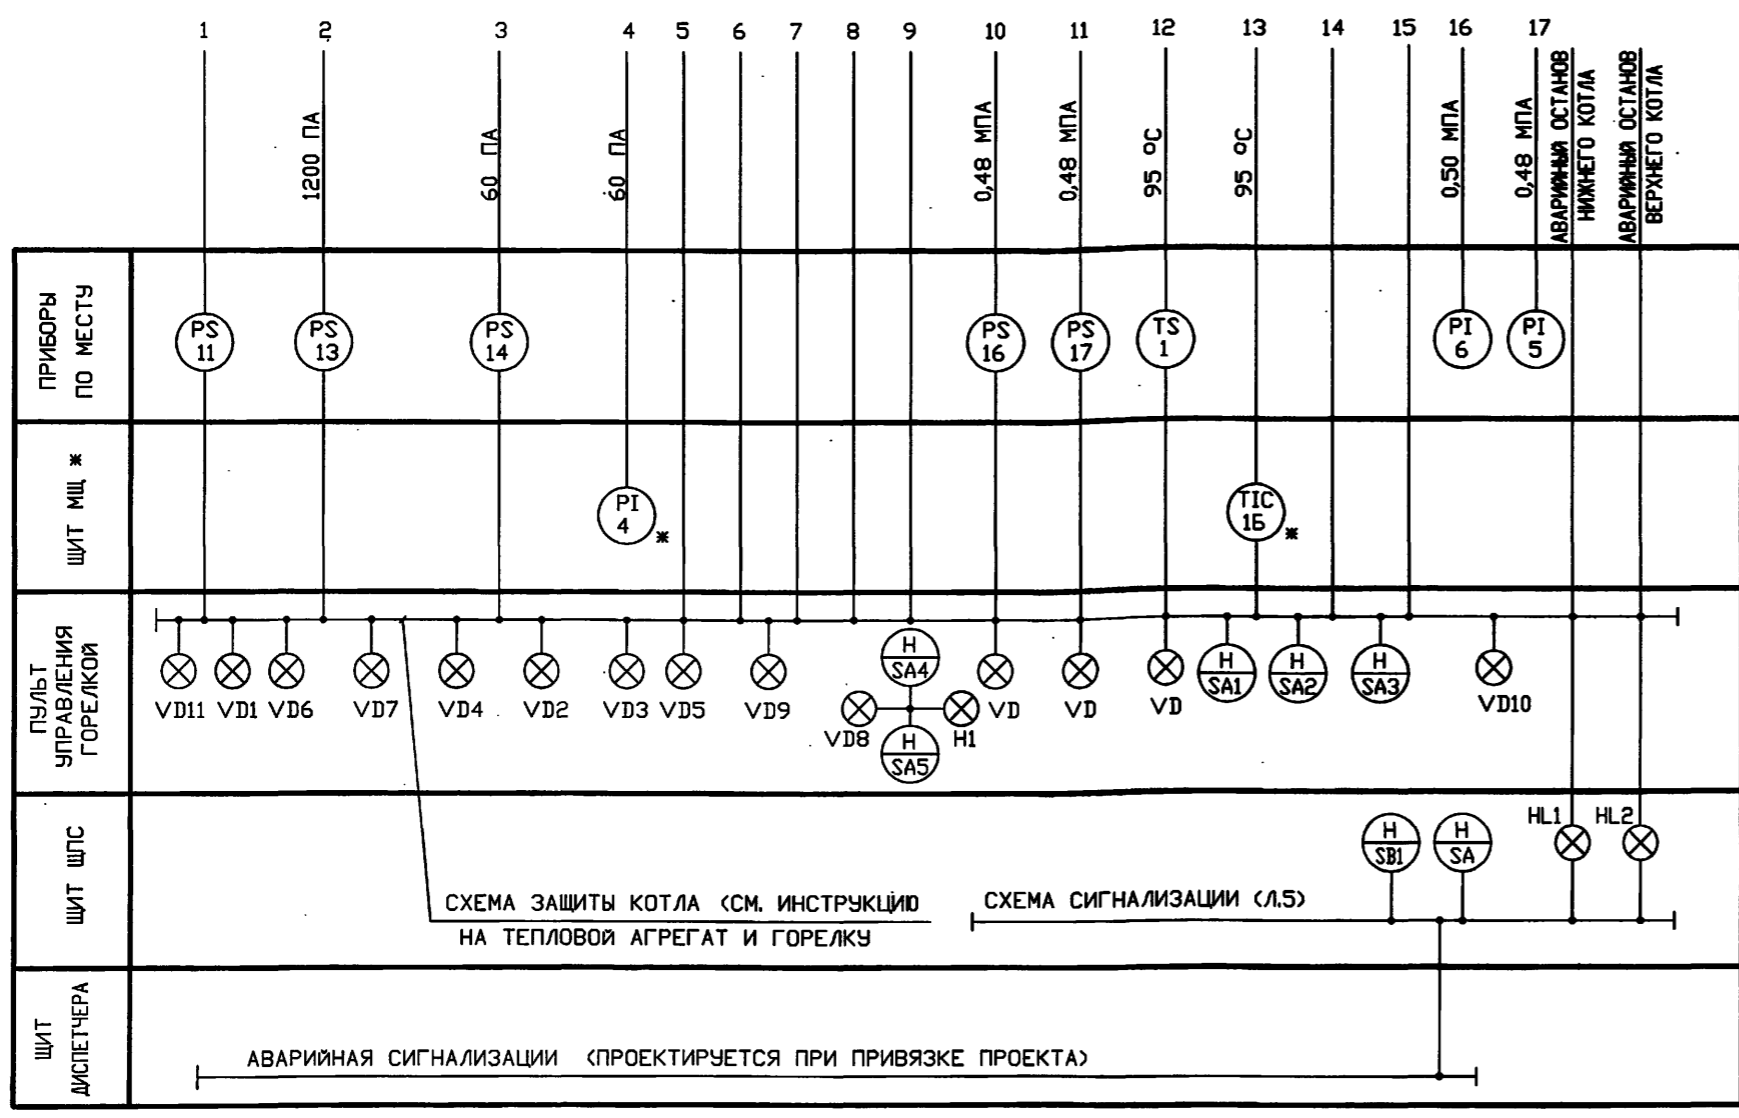 1 2 3 4 5 6 7 8 9 10 11 12 13 14 15 16 17
1200 ПА
60 ПА
60 ПА
0,48 МПА
0,48 МПА
95 ºС
95 ºС
0,50 МПА
0,48 МПА
АВАРИЙНЫЙ ОСТАНОВ
НИЖНЕГО КОТЛА
АВАРИЙНЫЙ ОСТАНОВ
ВЕРХНЕГО КОТЛА
ПРИБОРЫ
ПО МЕСТУ
PS
11
PS
13
PS
14
PS
16
PS
17
TS
1
PI
6
PI
5
ЩИТ МЩ *
PI
4
*
TIC
1Б
*
ПУЛЬТ
УПРАВЛЕНИЯ
ГОРЕЛКОЙ
VD11 VD1 VD6 VD7 VD4 VD2 VD3 VD5 VD9
H
SA4
VD8
H1
H
SA5
VD VD VD
H
SA1
H
SA2
H
SA3
VD10
ЩИТ ЩПС
H
SB1
H
SA
HL1 HL2
СХЕМА ЗАЩИТЫ КОТЛА (СМ. ИНСТРУКЦИЮ
НА ТЕПЛОВОЙ АГРЕГАТ И ГОРЕЛКУ
СХЕМА СИГНАЛИЗАЦИИ (Л.5)
ЩИТ
ДИСПЕТЧЕРА
АВАРИЙНАЯ СИГНАЛИЗАЦИИ (ПРОЕКТИРУЕТСЯ ПРИ ПРИВЯЗКЕ ПРОЕКТА)